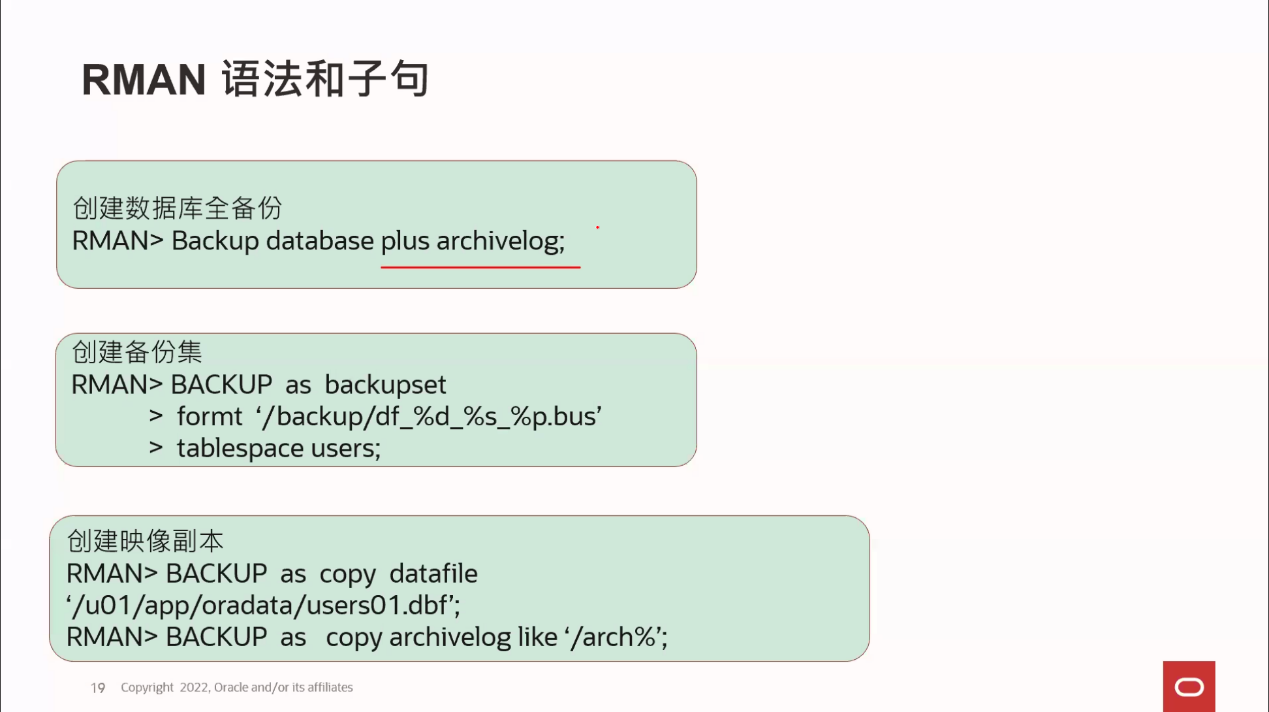 RMAN 语法和子句
创建数据库全备份
RMAN> Backup database plus archivelog;
创建备份集
RMAN> BACKUP as backupset
> formt ‘/backup/df_%d_%s_%p.bus’
> tablespace users;
创建映像副本
RMAN> BACKUP as copy datafile
‘/u01/app/oradata/users01.dbf’;
RMAN> BACKUP as copy archivelog like ‘/arch%’;
19 Copyright 2022, Oracle and/or its affiliates